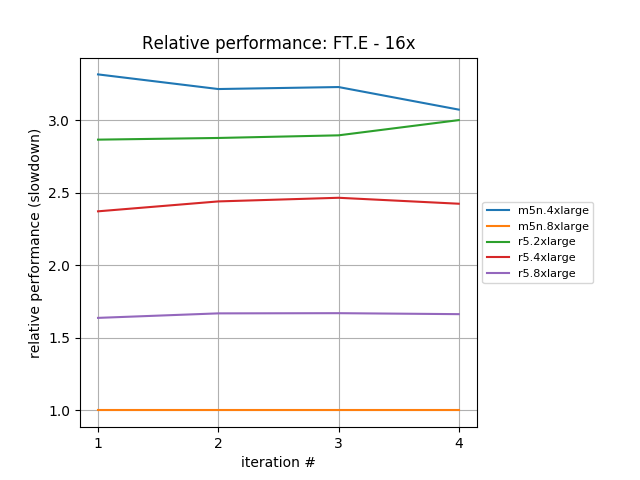 Relative performance: FT.E - 16x
relative performance (slowdown)
3.0
2.5
2.0
1.5
1.0
1 2 3 4
iteration #
m5n.4xlarge
m5n.8xlarge
r5.2xlarge
r5.4xlarge
r5.8xlarge